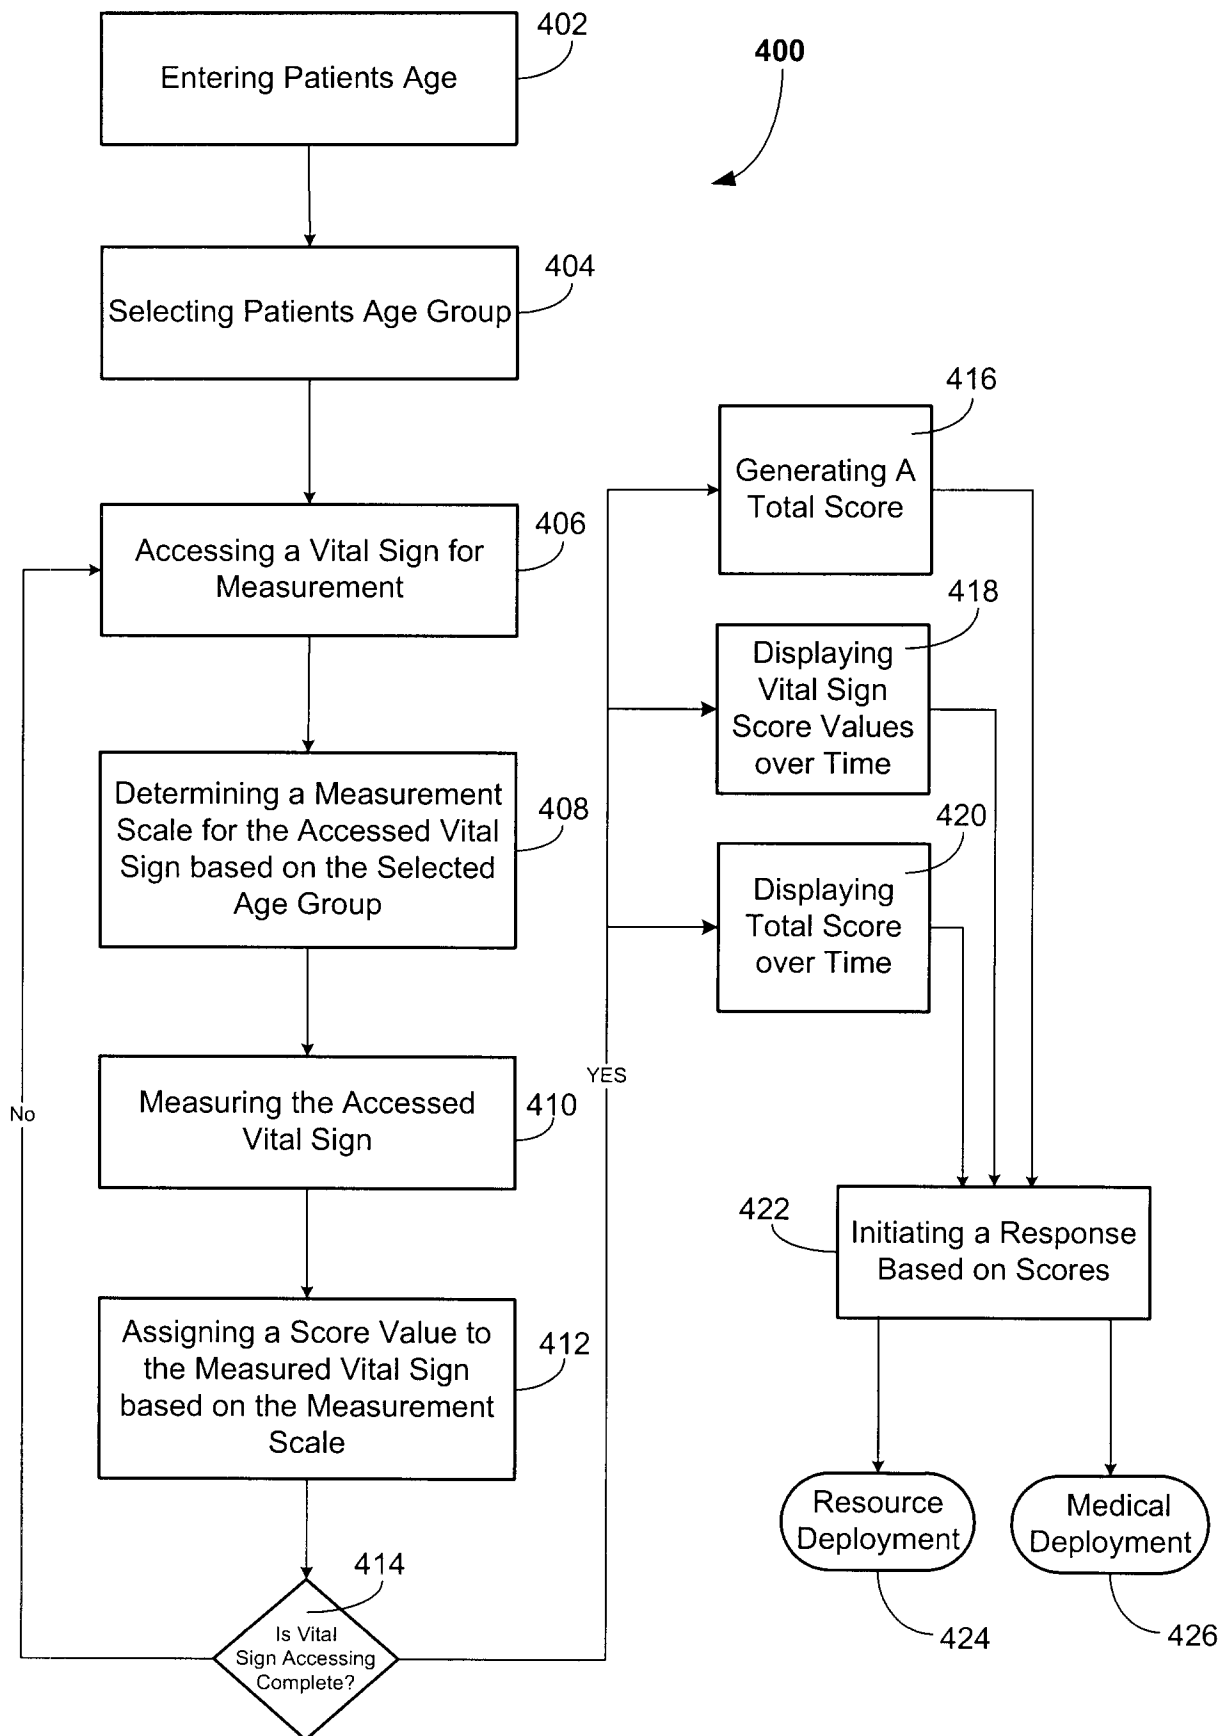 402
Entering Patients Age
400
404
Selecting Patients Age Group
406
Accessing a Vital Sign for
Measurement
408
Determining a Measurement
Scale for the Accessed Vital
Sign based on the Selected
Age Group
410
Measuring the Accessed
Vital Sign
412
Assigning a Score Value to
the Measured Vital Sign
based on the Measurement
Scale
414
Is Vital
Sign Accessing
Complete?
No
YES
416
Generating A
Total Score
418
Displaying
Vital Sign
Score Values
over Time
420
Displaying
Total Score
over Time
422
Initiating a Response
Based on Scores
Resource
Deployment
424
Medical
Deployment
426